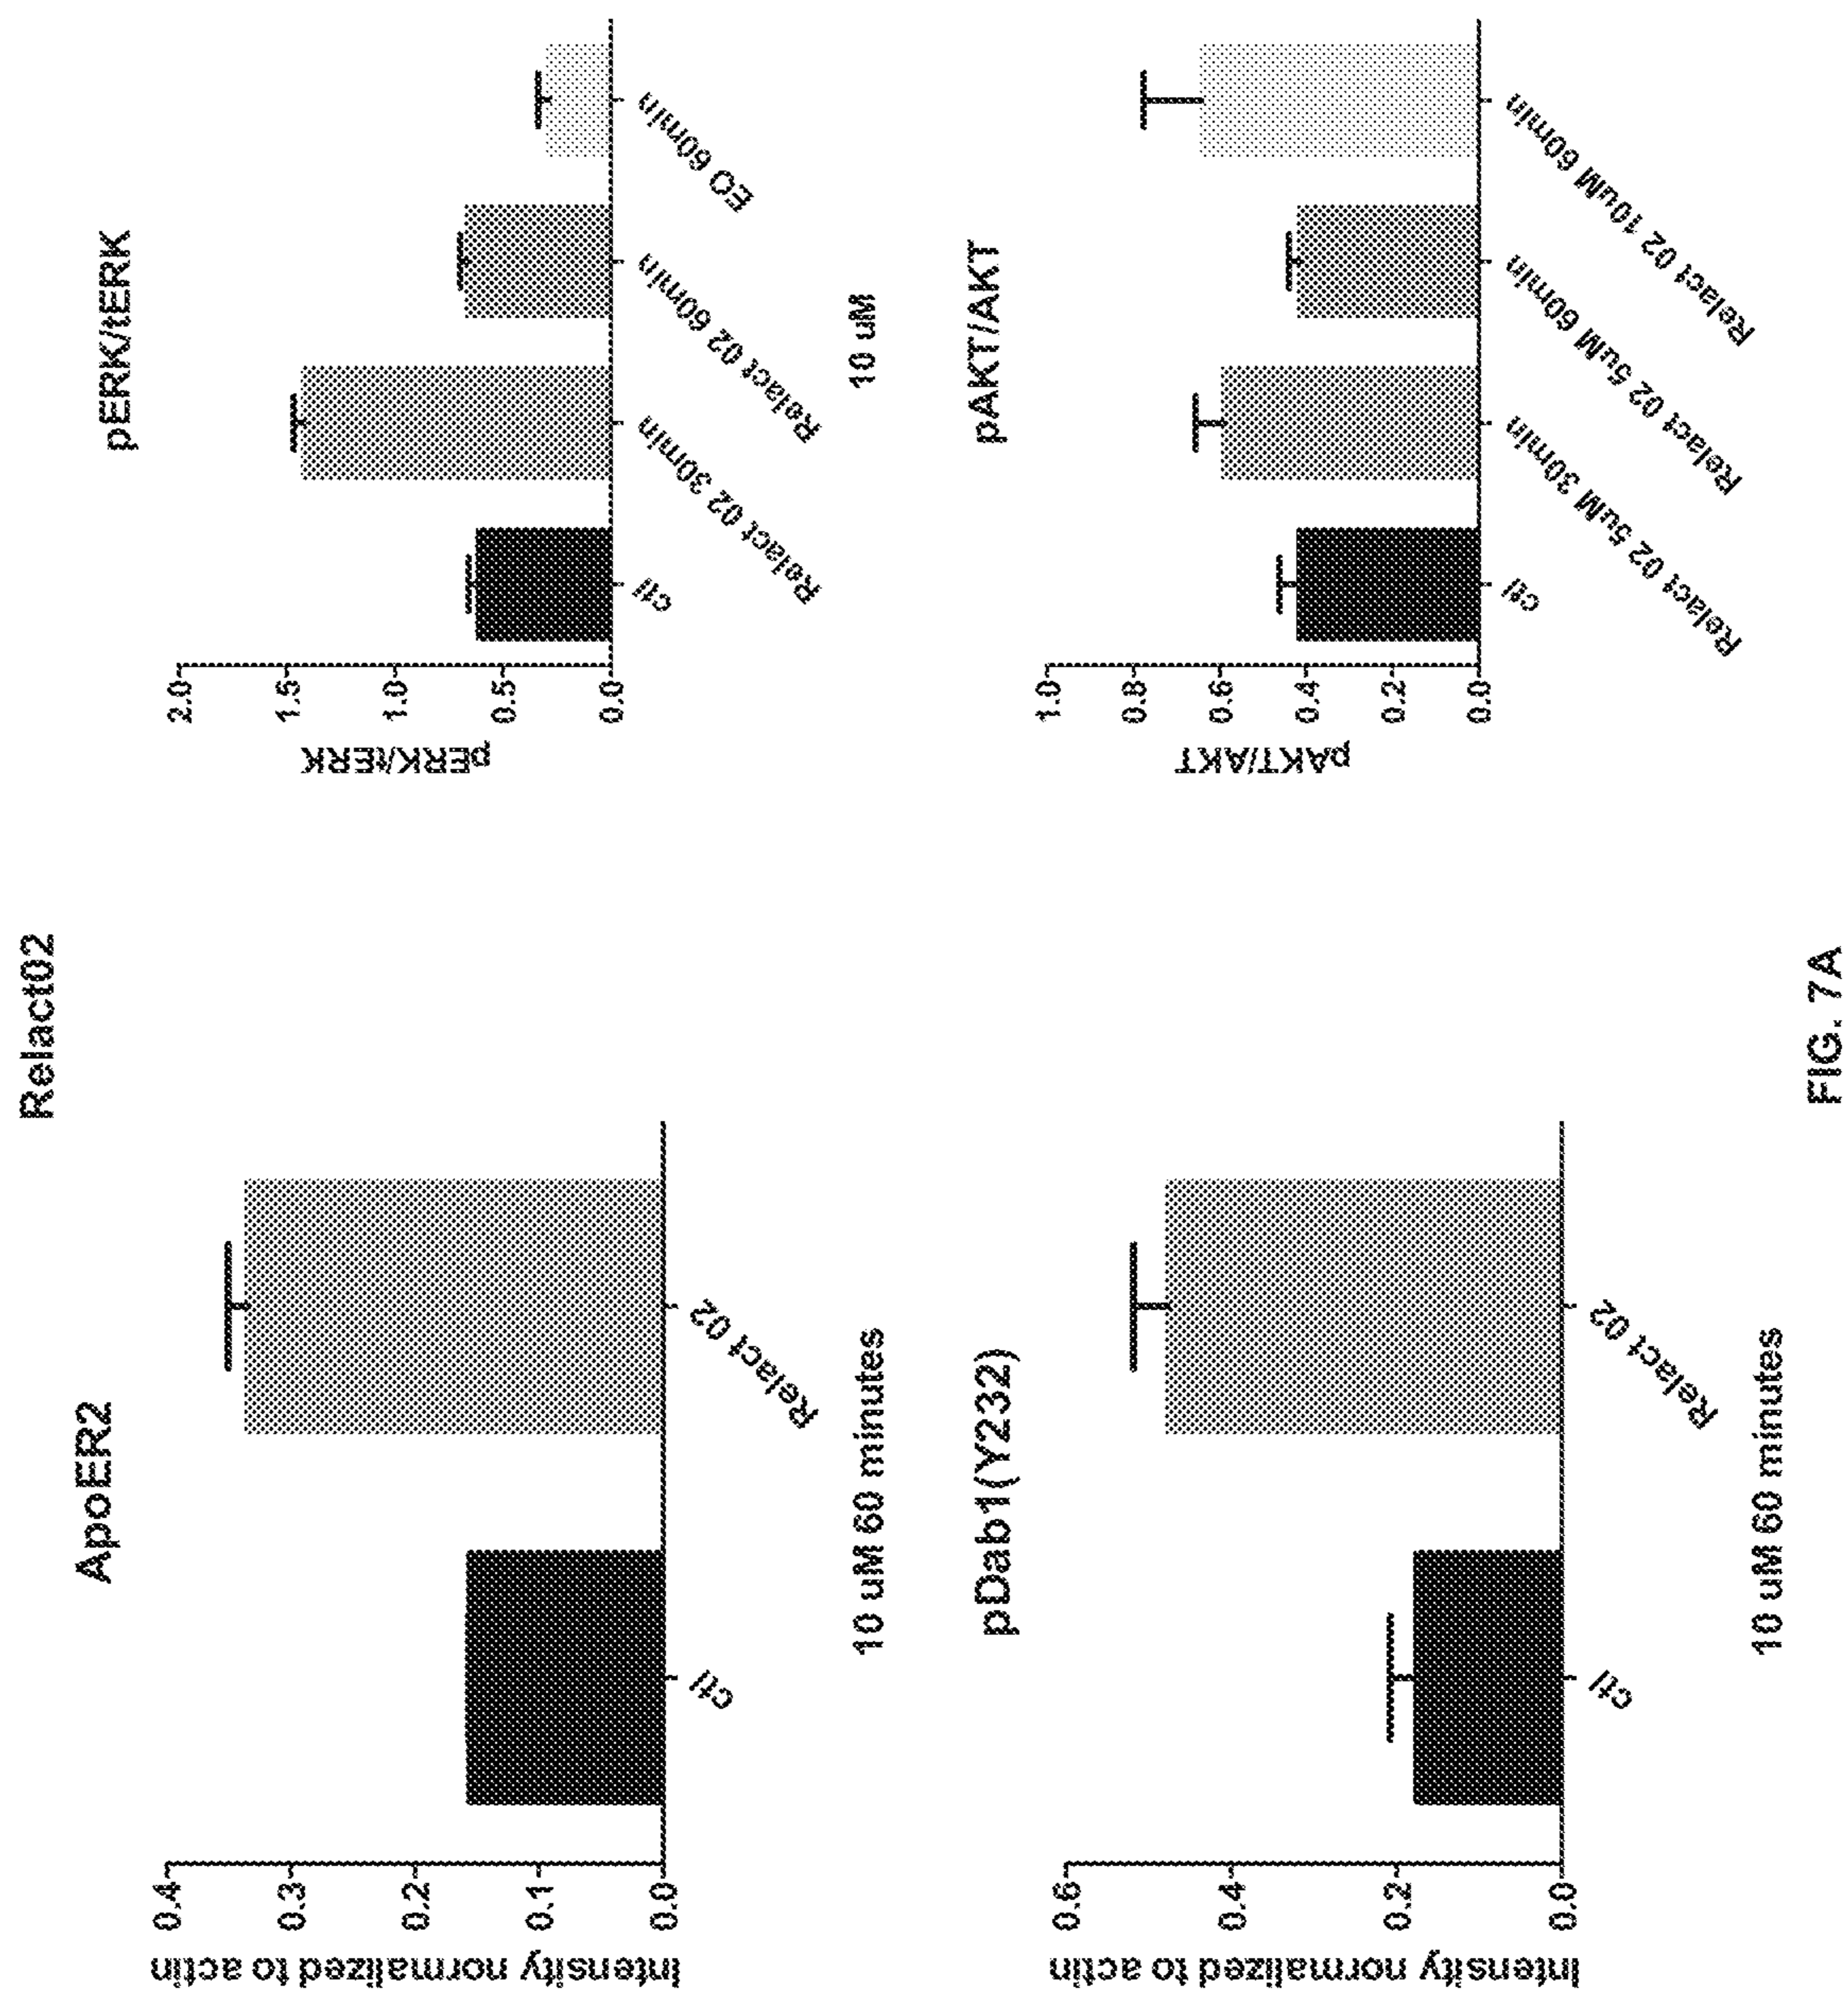 Relact02
ApoER2
Intensity normalized to actin
0.4
0.3
0.2
0.1
0.0
ctl
Relact 02
10 uM 60 minutes
pERK/tERK
pERK/tERK
2.0
1.5
1.0
0.5
0.0
ctl
Relact 02 30min
Relact 02 60min
EO 60min
10 uM
pDab1(Y232)
Intensity normalized to actin
0.6
0.4
0.2
0.0
ctl
Relact 02
10 uM 60 minutes
pAKT/AKT
pAKT/AKT
1.0
0.8
0.6
0.4
0.2
0.0
ctl
Relact 02 5uM 30min
Relact 02 5uM 60min
Relact 02 10uM 60min
FIG. 7A